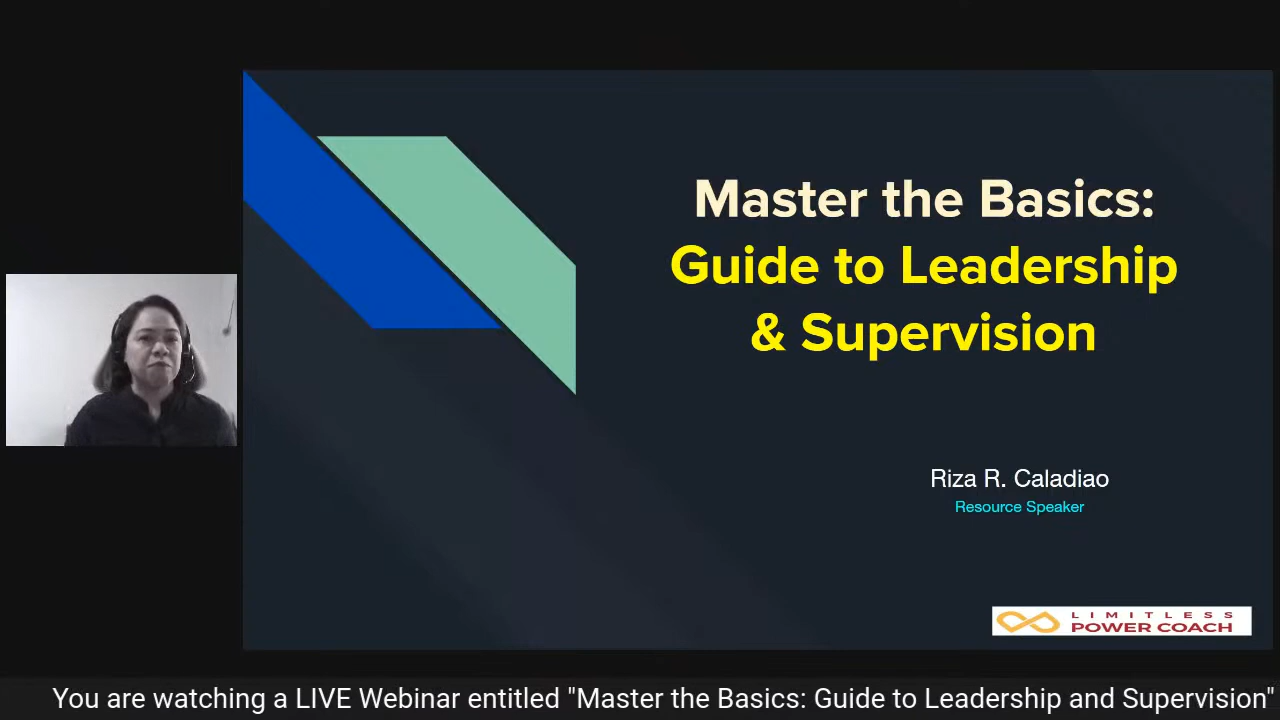 Master the Basics:
Guide to Leadership
& Supervision
Riza R. Caladiao
Resource Speaker
LIMITLESS
POWER COACH
You are watching a LIVE Webinar entitled "Master the Basics: Guide to Leadership and Supervision"